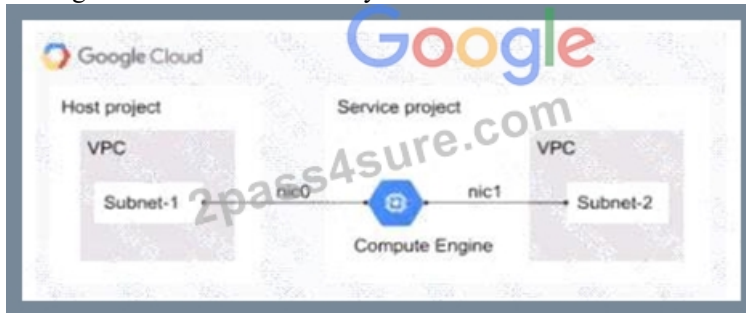 Google
Google Cloud
Host project
Service project
VPC
VPC
2pass4sure.com
Subnet-1
nic0
nic1
Subnet-2
Compute Engine